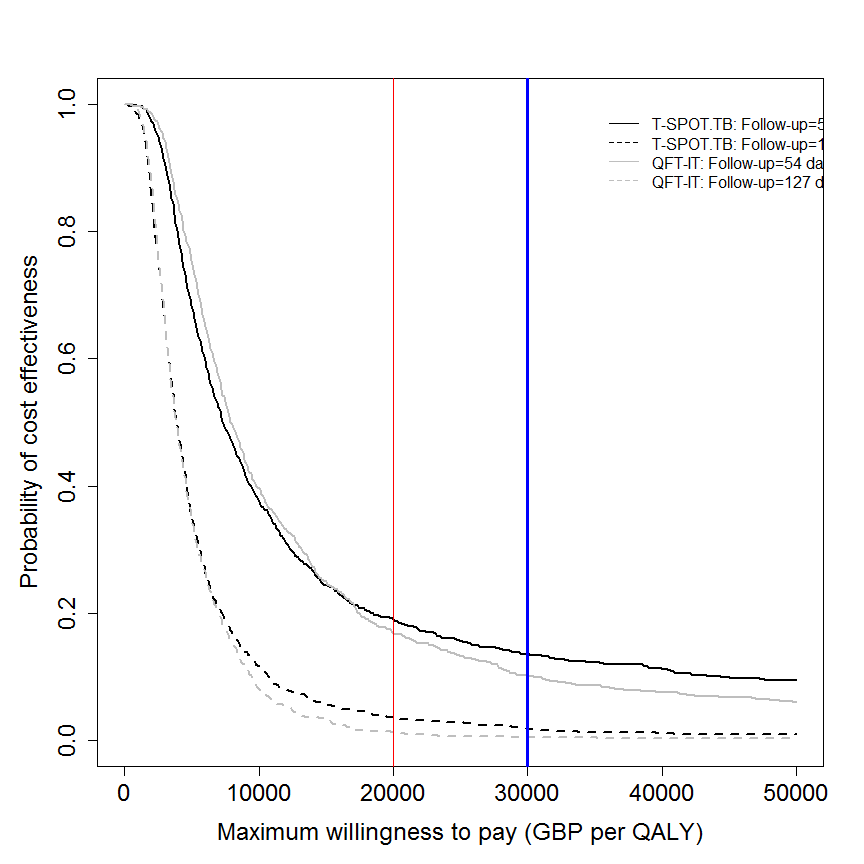 T-SPOT.TB: Follow-up=5
T-SPOT.TB: Follow-up=1
QFT-IT: Follow-up=54 da
QFT-IT: Follow-up=127 d
Probability of cost effectiveness
1.0
0.8
0.6
0.4
0.2
0.0
0 10000 20000 30000 40000 50000
Maximum willingness to pay (GBP per QALY)